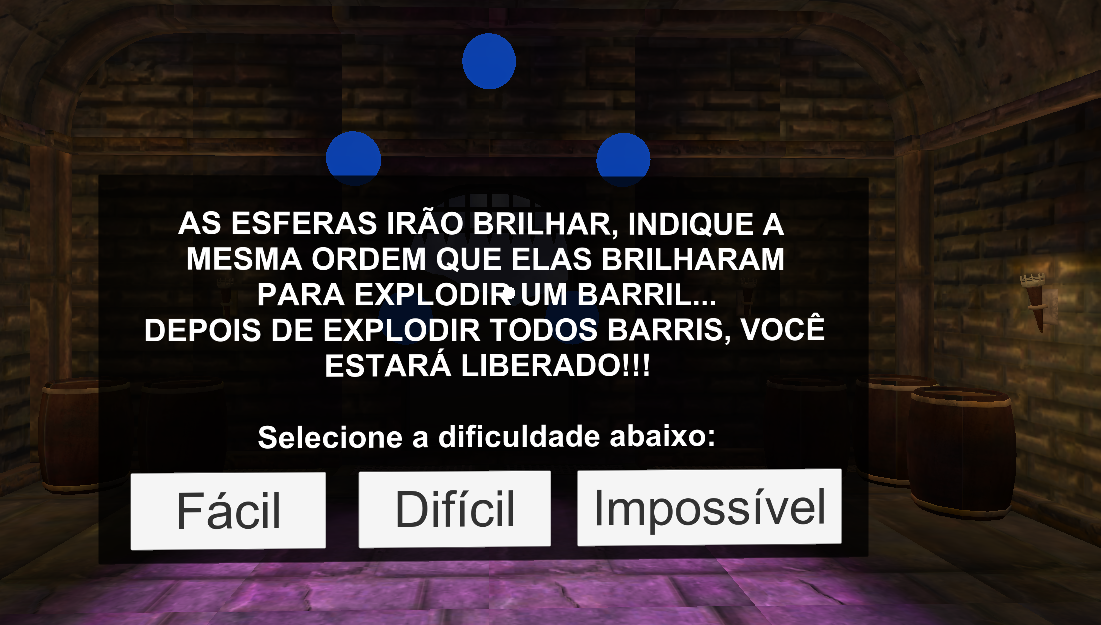 AS ESFERAS IRÃO BRILHAR, INDIQUE A
MESMA ORDEM QUE ELAS BRILHARAM
PARA EXPLODIR UM BARRIL...
DEPOIS DE EXPLODIR TODOS BARRIS, VOCÊ
ESTARÁ LIBERADO!!!
Selecione a dificuldade abaixo:
Fácil
Difícil
Impossível